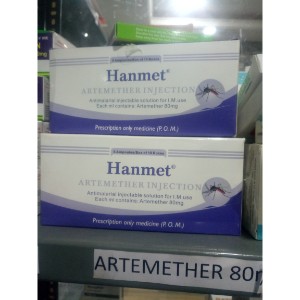 Hanmet®
ARTEMETHER INJECTION
Antimalarial injectable solution for I.M. use
Each ml contains: Artemether 80mg
Prescription only medicine (P.O.M.)
Hanmet®
ARTEMETHER INJECTION
Antimalarial injectable solution for I.M. use
Each ml contains: Artemether 80mg
Prescription only medicine (P.O.M.)
ARTEMETHER 80